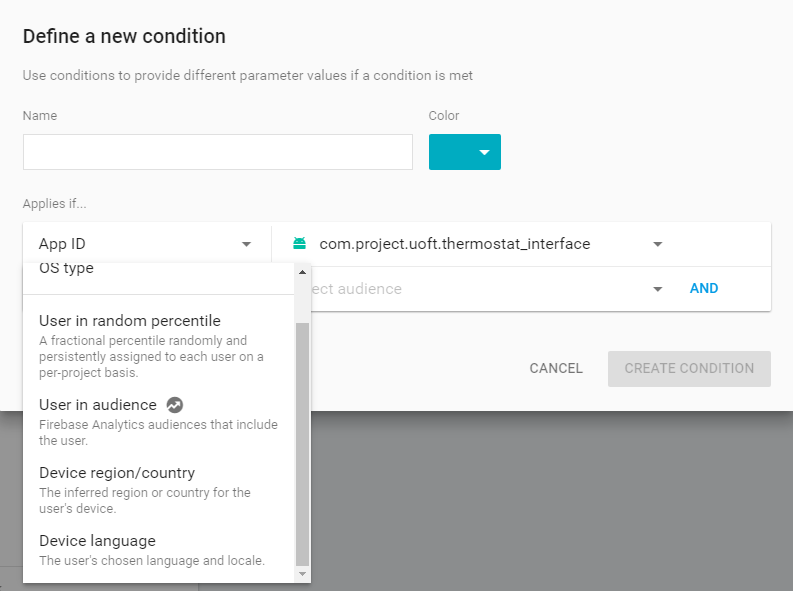 Define a new condition
Use conditions to provide different parameter values if a condition is met
Name
Color
Applies if...
App ID
com.project.uoft.thermostat_interface
OS type
ect audience
AND
User in random percentile
A fractional percentile randomly and
persistently assigned to each user on a
per-project basis.
CANCEL
CREATE CONDITION
User in audience
Firebase Analytics audiences that include
the user.
Device region/country
The inferred region or country for the
user's device.
Device language
The user's chosen language and locale.